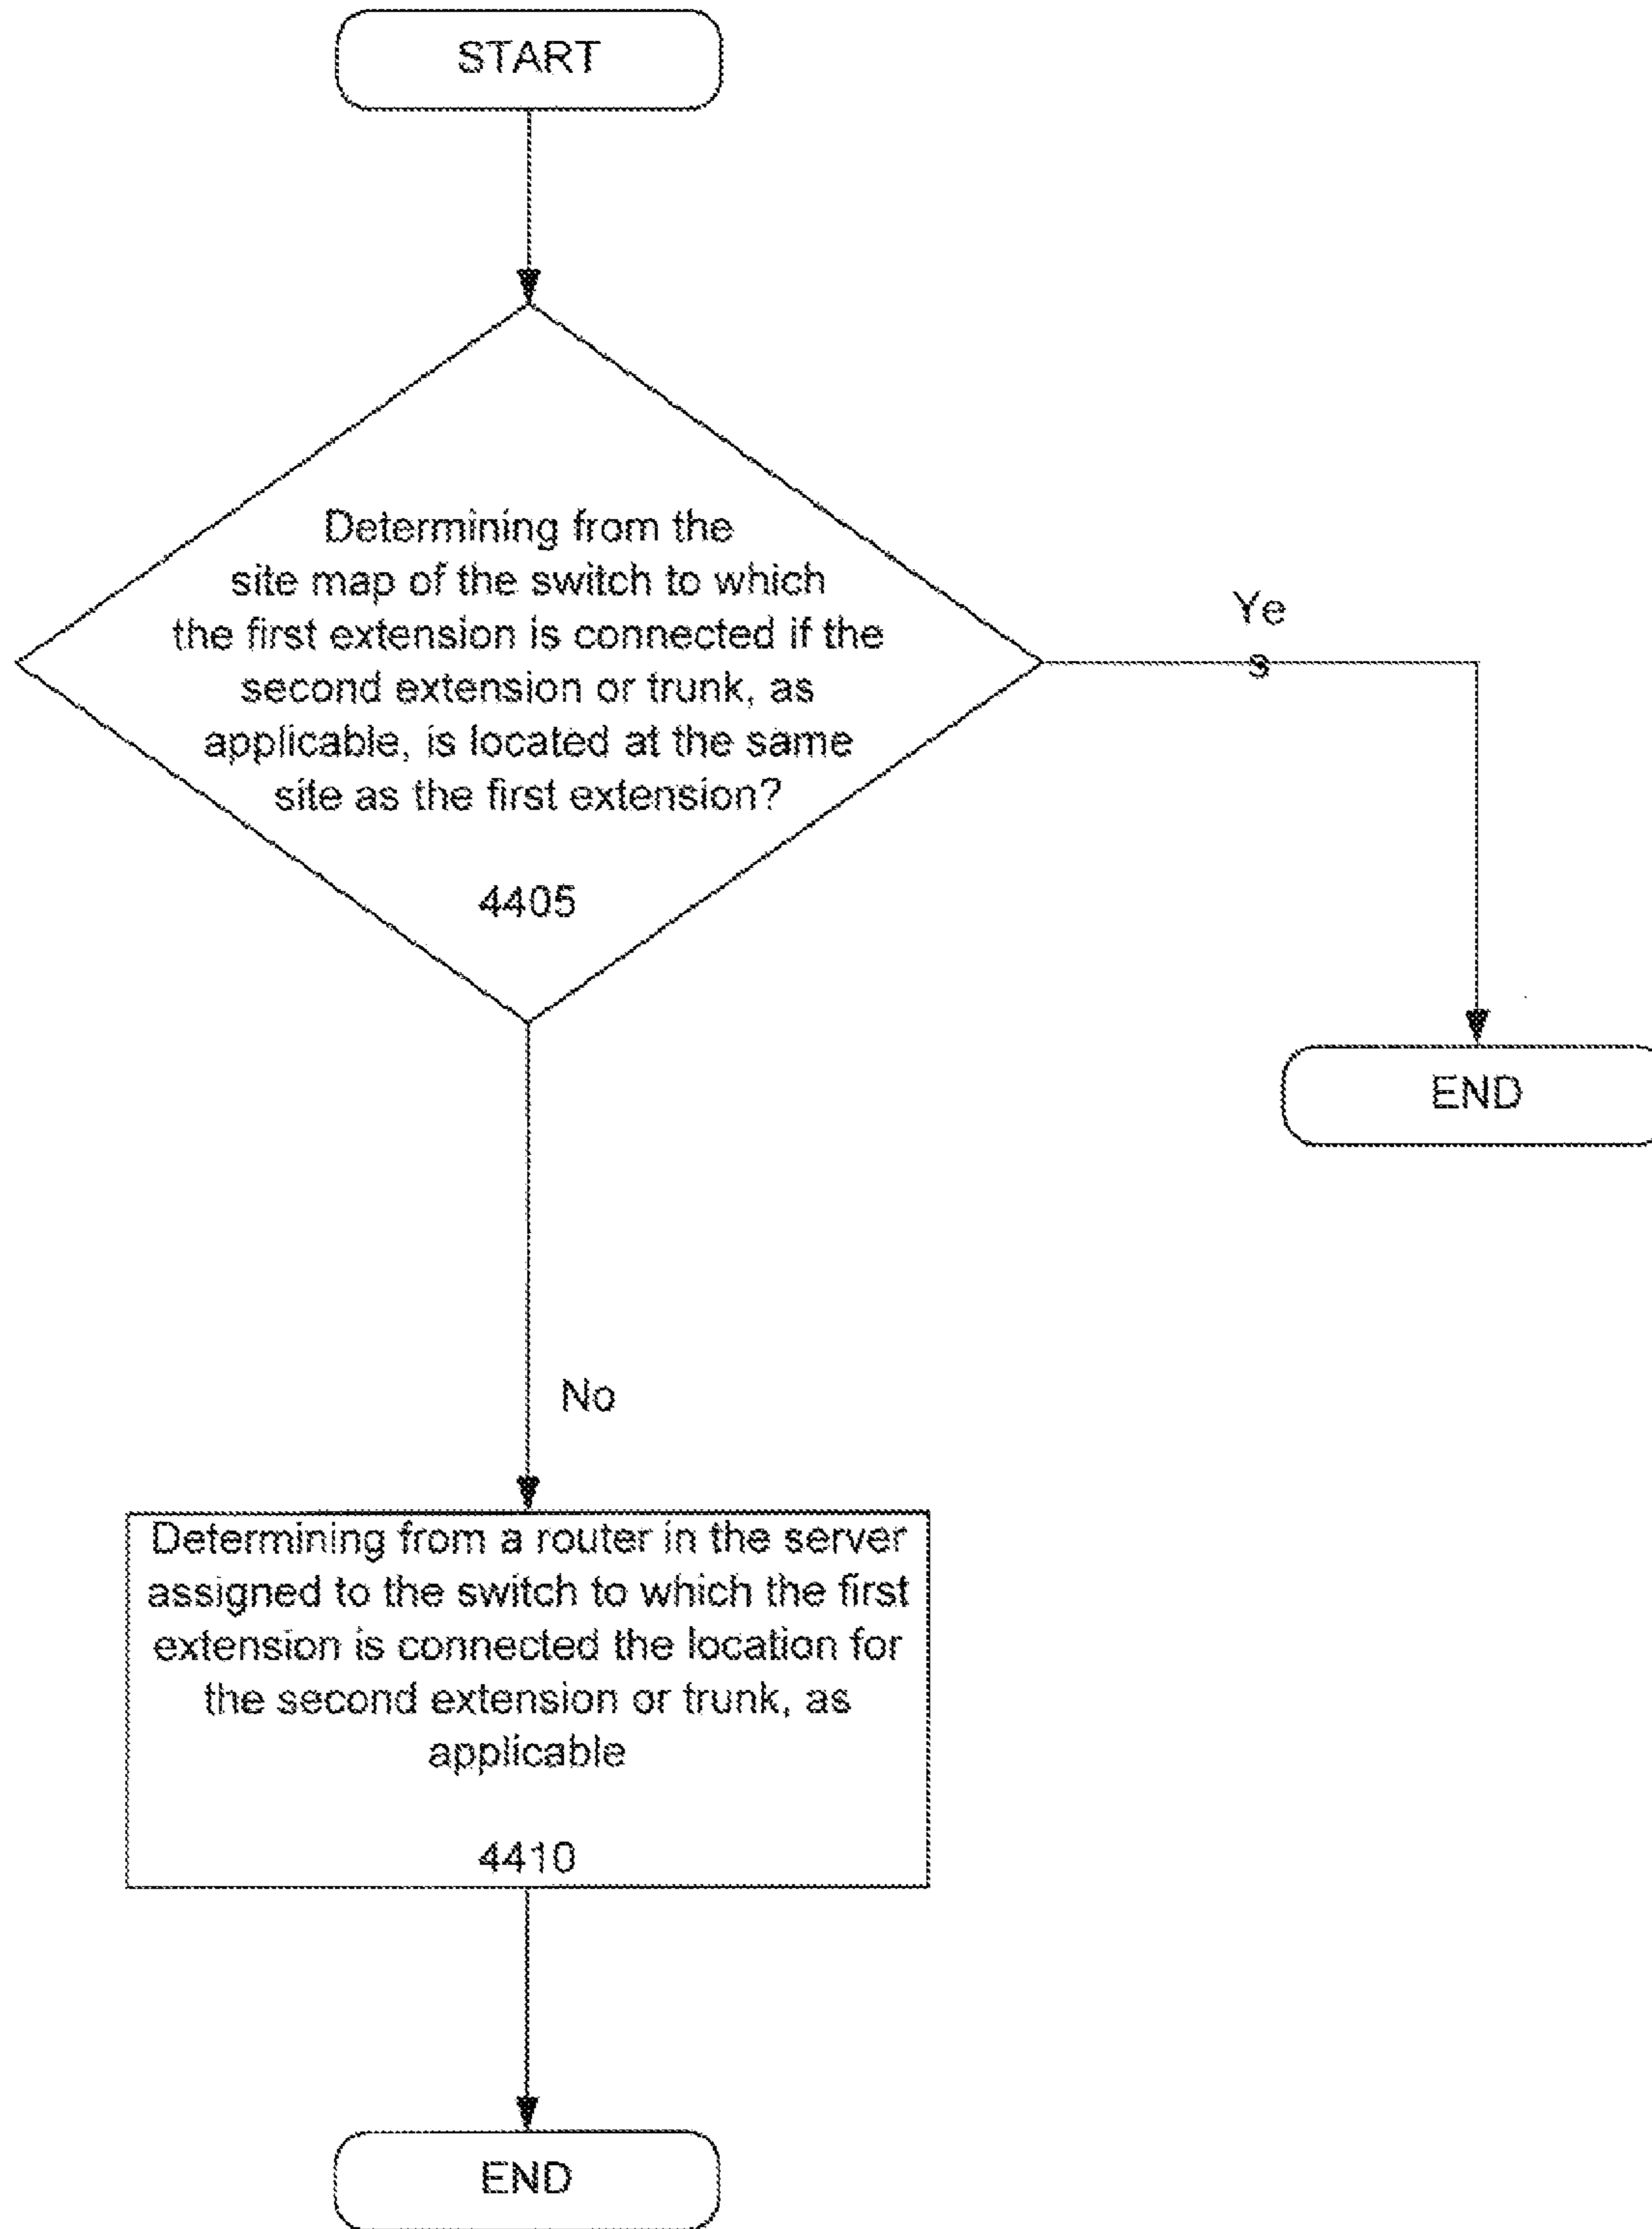 START
Determining from the
site map of the switch to which
the first extension is connected if the
second extension or trunk, as
applicable, is located at the same
site as the first extension?
4405
Ye
s
END
No
Determining from a router in the server
assigned to the switch to which the first
extension is connected the location for
the second extension or trunk, as
applicable
4410
END